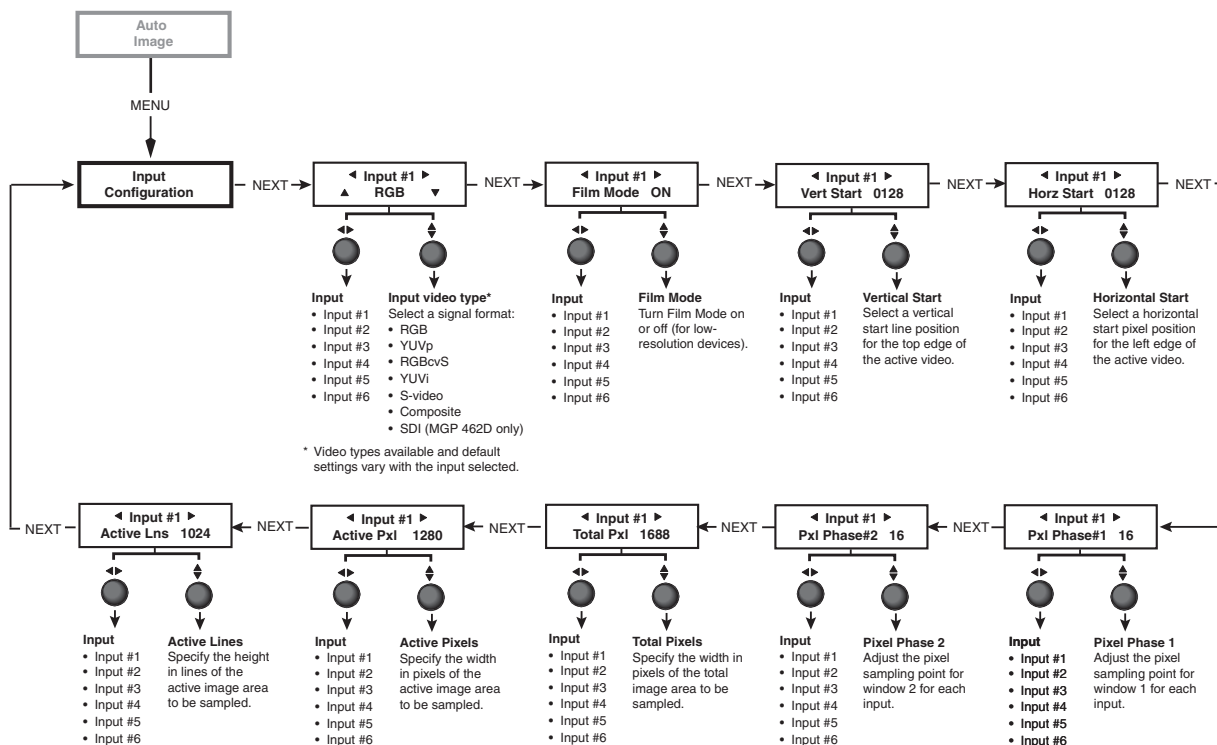 Auto
Image
MENU
Input
Configuration
NEXT
◄ Input #1 ►
▲ RGB ▼
NEXT
◄ Input #1 ►
Film Mode ON
NEXT
◄ Input #1 ►
Vert Start 0128
NEXT
◄ Input #1 ►
Horz Start 0128
NEXT
Input
• Input #1
• Input #2
• Input #3
• Input #4
• Input #5
• Input #6
Input video type*
Select a signal format:
• RGB
• YUVp
• RGBcvS
• YUVi
• S-video
• Composite
• SDI (MGP 462D only)
* Video types available and default
settings vary with the input selected.
Input
• Input #1
• Input #2
• Input #3
• Input #4
• Input #5
• Input #6
Film Mode
Turn Film Mode on
or off (for low-
resolution devices).
Input
• Input #1
• Input #2
• Input #3
• Input #4
• Input #5
• Input #6
Vertical Start
Select a vertical
start line position
for the top edge of
the active video.
Input
• Input #1
• Input #2
• Input #3
• Input #4
• Input #5
• Input #6
Horizontal Start
Select a horizontal
start pixel position
for the left edge of
the active video.
NEXT
◄ Input #1 ►
Active Lns 1024
NEXT
◄ Input #1 ►
Active Pxl 1280
NEXT
◄ Input #1 ►
Total Pxl 1688
NEXT
◄ Input #1 ►
Pxl Phase#2 16
NEXT
◄ Input #1 ►
Pxl Phase#1 16
Input
• Input #1
• Input #2
• Input #3
• Input #4
• Input #5
• Input #6
Active Lines
Specify the height
in lines of the
active image area
to be sampled.
Input
• Input #1
• Input #2
• Input #3
• Input #4
• Input #5
• Input #6
Active Pixels
Specify the width
in pixels of the
active image area
to be sampled.
Input
• Input #1
• Input #2
• Input #3
• Input #4
• Input #5
• Input #6
Total Pixels
Specify the width in
pixels of the total
image area to be
sampled.
Input
• Input #1
• Input #2
• Input #3
• Input #4
• Input #5
• Input #6
Pixel Phase 2
Adjust the pixel
sampling point for
window 2 for each
input.
Input
• Input #1
• Input #2
• Input #3
• Input #4
• Input #5
• Input #6
Pixel Phase 1
Adjust the pixel
sampling point for
window 1 for each
input.